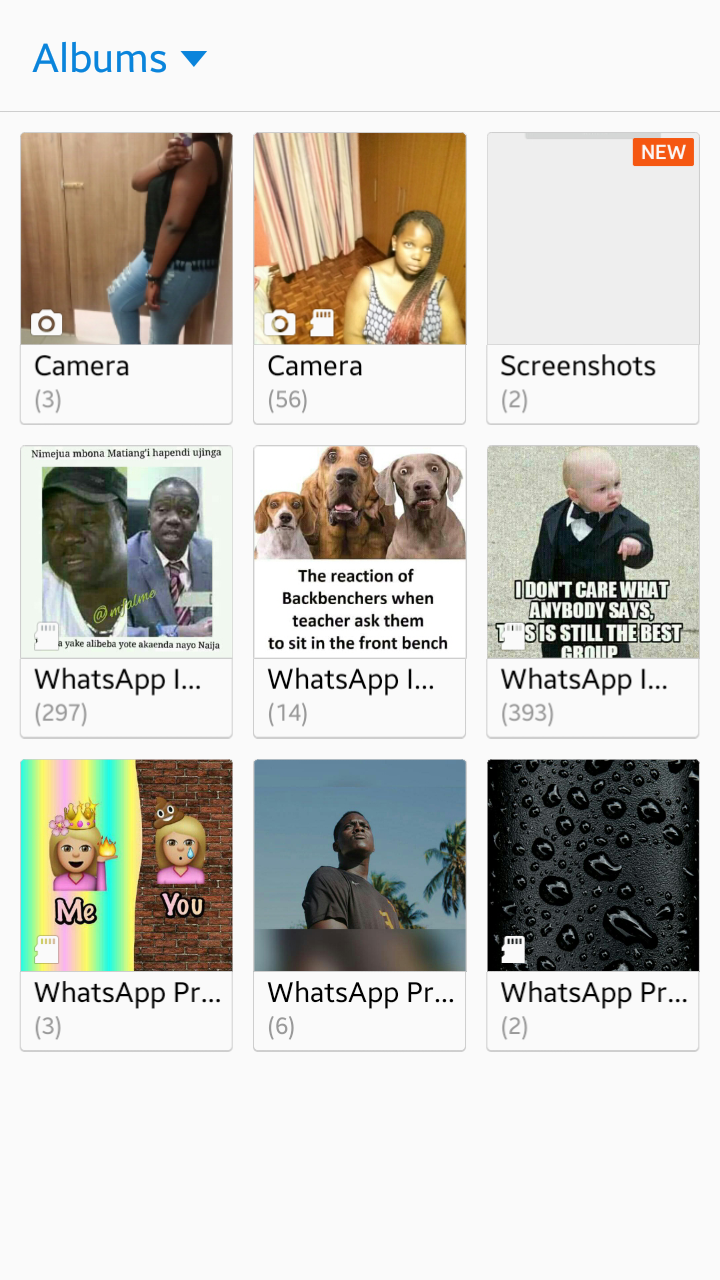 Albums
NEW
Camera
(3)
Camera
(56)
Screenshots
(2)
Nimejua mbona Matiang'i hapendi ujinga
@mfalme
a yake alibeba yote akaenda nayo Naija
WhatsApp I...
(297)
The reaction of
Backbenchers when
teacher ask them
to sit in the front bench
WhatsApp I...
(14)
I DON'T CARE WHAT
ANYBODY SAYS,
T S IS STILL THE BEST
GROUP
WhatsApp I...
(393)
Me
You
WhatsApp Pr...
(3)
WhatsApp Pr...
(6)
WhatsApp Pr...
(2)